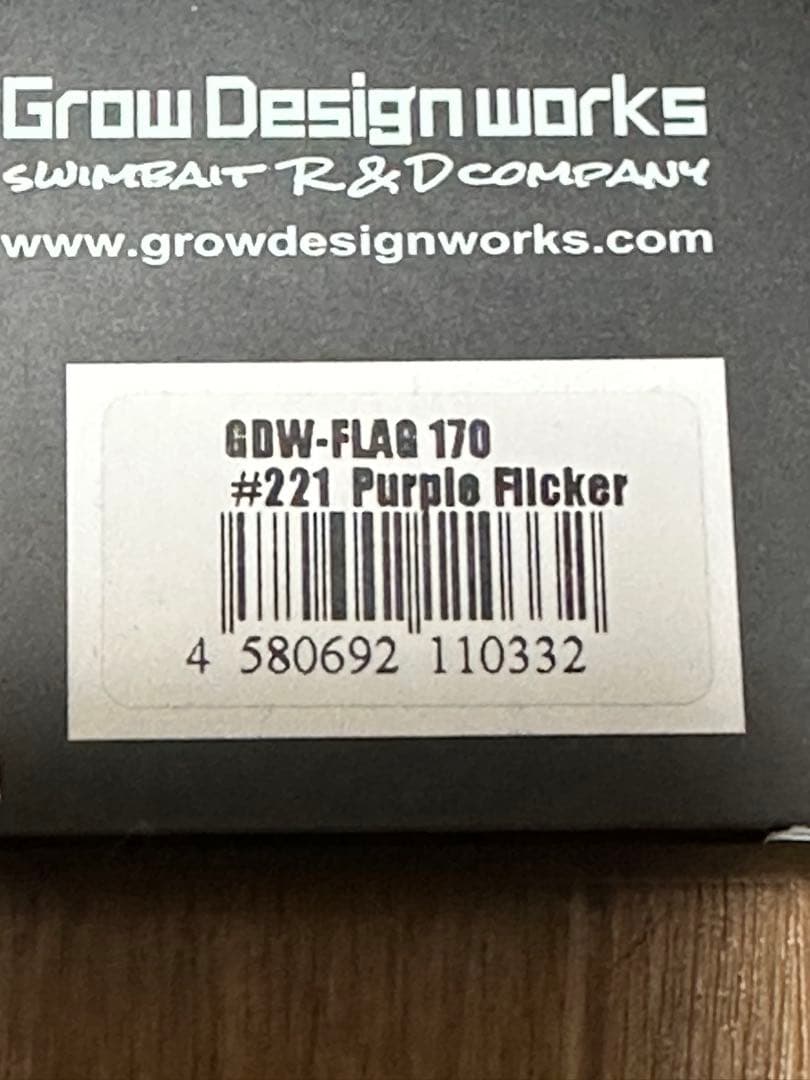 Grow Design works
SWIMBAIT R & D COMPANY
www.growdesignworks.com
GDW-FLAG 170
#221 Purple Flicker
4 580692 110332